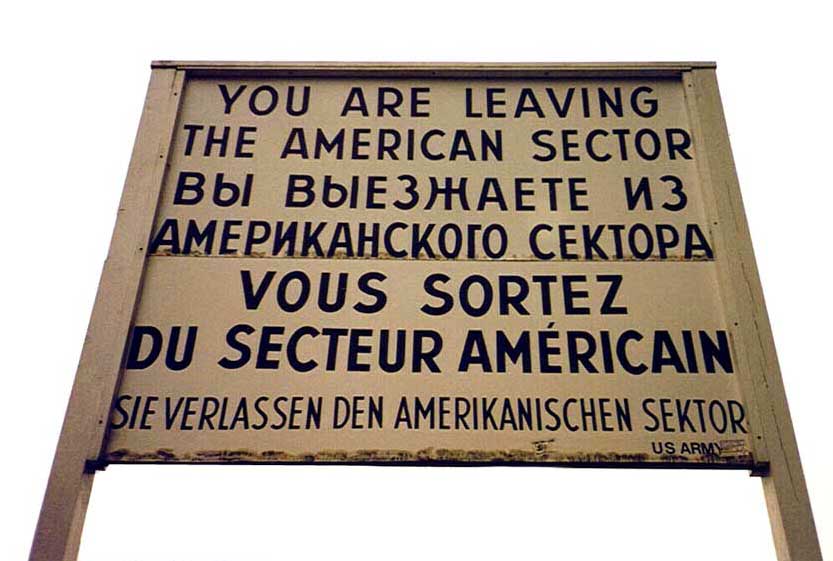 YOU ARE LEAVING
THE AMERICAN SECTOR
ВЫ ВЫЕЗЖАЕТЕ ИЗ
АМЕРИКАНСКОГО СЕКТОРА
VOUS SORTEZ
DU SECTEUR AMÉRICAIN
SIE VERLASSEN DEN AMERIKANISCHEN SEKTOR
US ARMY